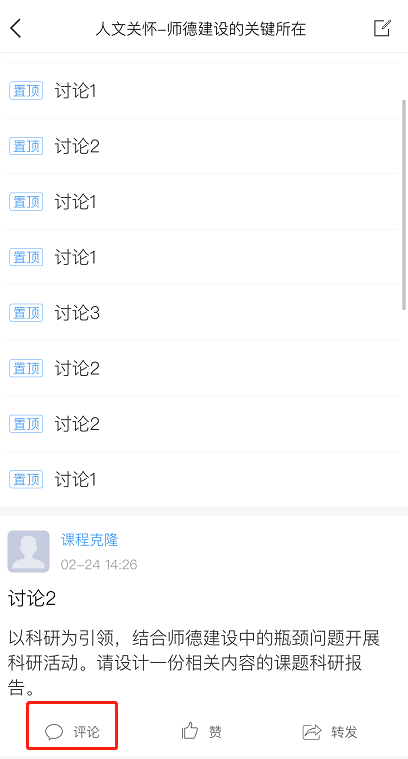 人文关怀-师德建设的关键所在
置顶 讨论1
置顶 讨论2
置顶 讨论1
置顶 讨论1
置顶 讨论3
置顶 讨论2
置顶 讨论2
置顶 讨论1
课程克隆
02-24 14:26
讨论2
以科研为引领，结合师德建设中的瓶颈问题开展
科研活动。请设计一份相关内容的课题科研报
告。
评论 赞 转发